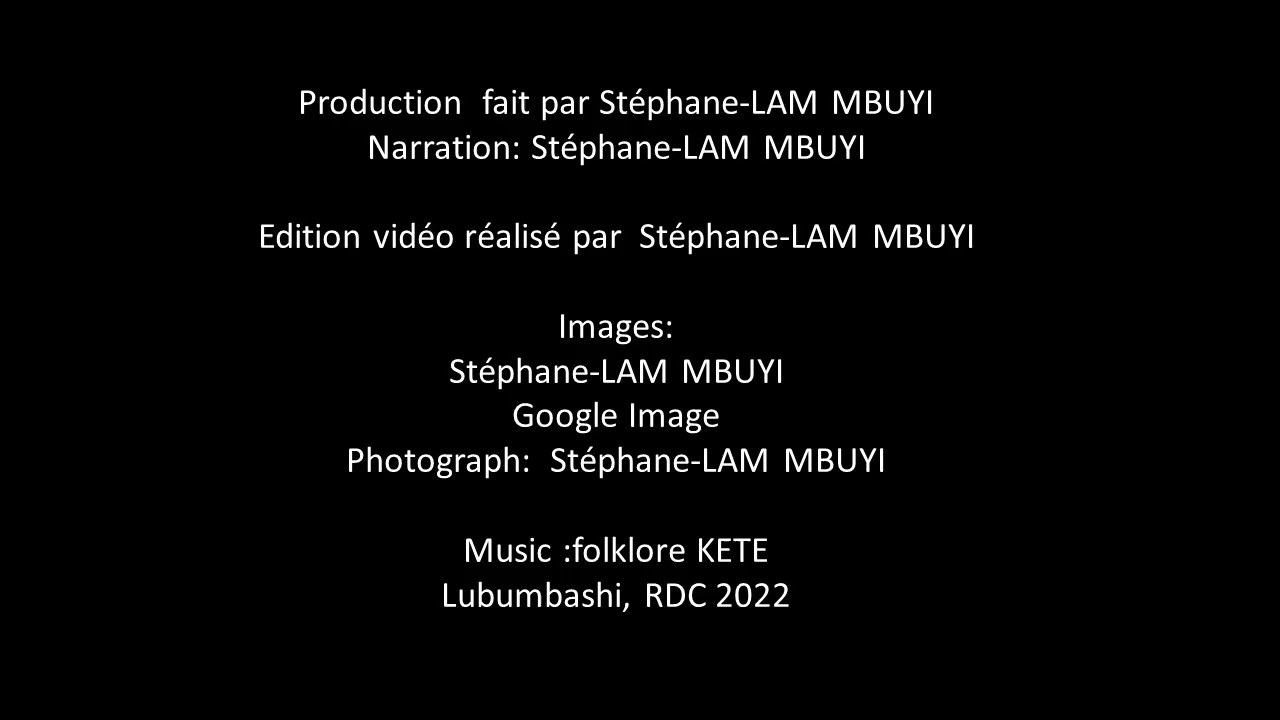 Production fait par Stéphane-LAM MBUYI
Narration: Stéphane-LAM MBUYI
Edition vidéo réalisé par Stéphane-LAM MBUYI
Images:
Stéphane-LAM MBUYI
Google Image
Photograph: Stéphane-LAM MBUYI
Music :folklore KETE
Lubumbashi, RDC 2022